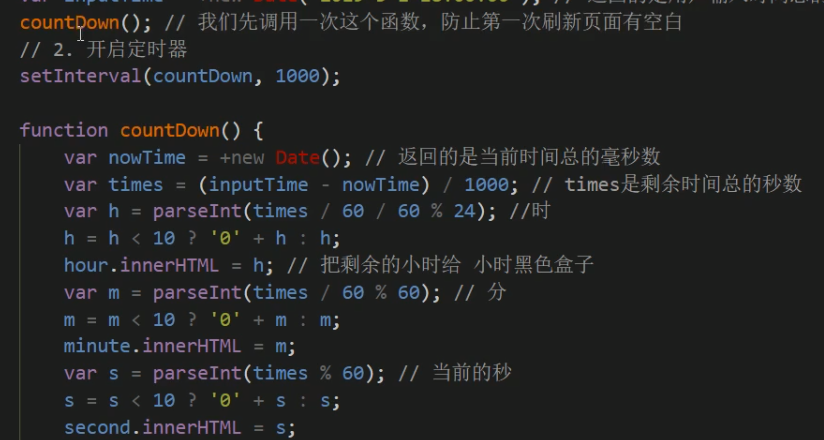 countDown(); // 我们先调用一次这个函数，防止第一次刷新页面有空白
// 2. 开启定时器
setInterval(countDown, 1000);
function countDown() {
var nowTime = +new Date(); // 返回的是当前时间总的毫秒数
var times = (inputTime - nowTime) / 1000; // times是剩余时间总的秒数
var h = parseInt(times / 60 / 60 % 24); //时
h = h < 10 ? '0' + h : h;
hour.innerHTML = h; // 把剩余的小时给 小时黑色盒子
var m = parseInt(times / 60 % 60); // 分
m = m < 10 ? '0' + m : m;
minute.innerHTML = m;
var s = parseInt(times % 60); // 当前的秒
s = s < 10 ? '0' + s : s;
second.innerHTML = s;